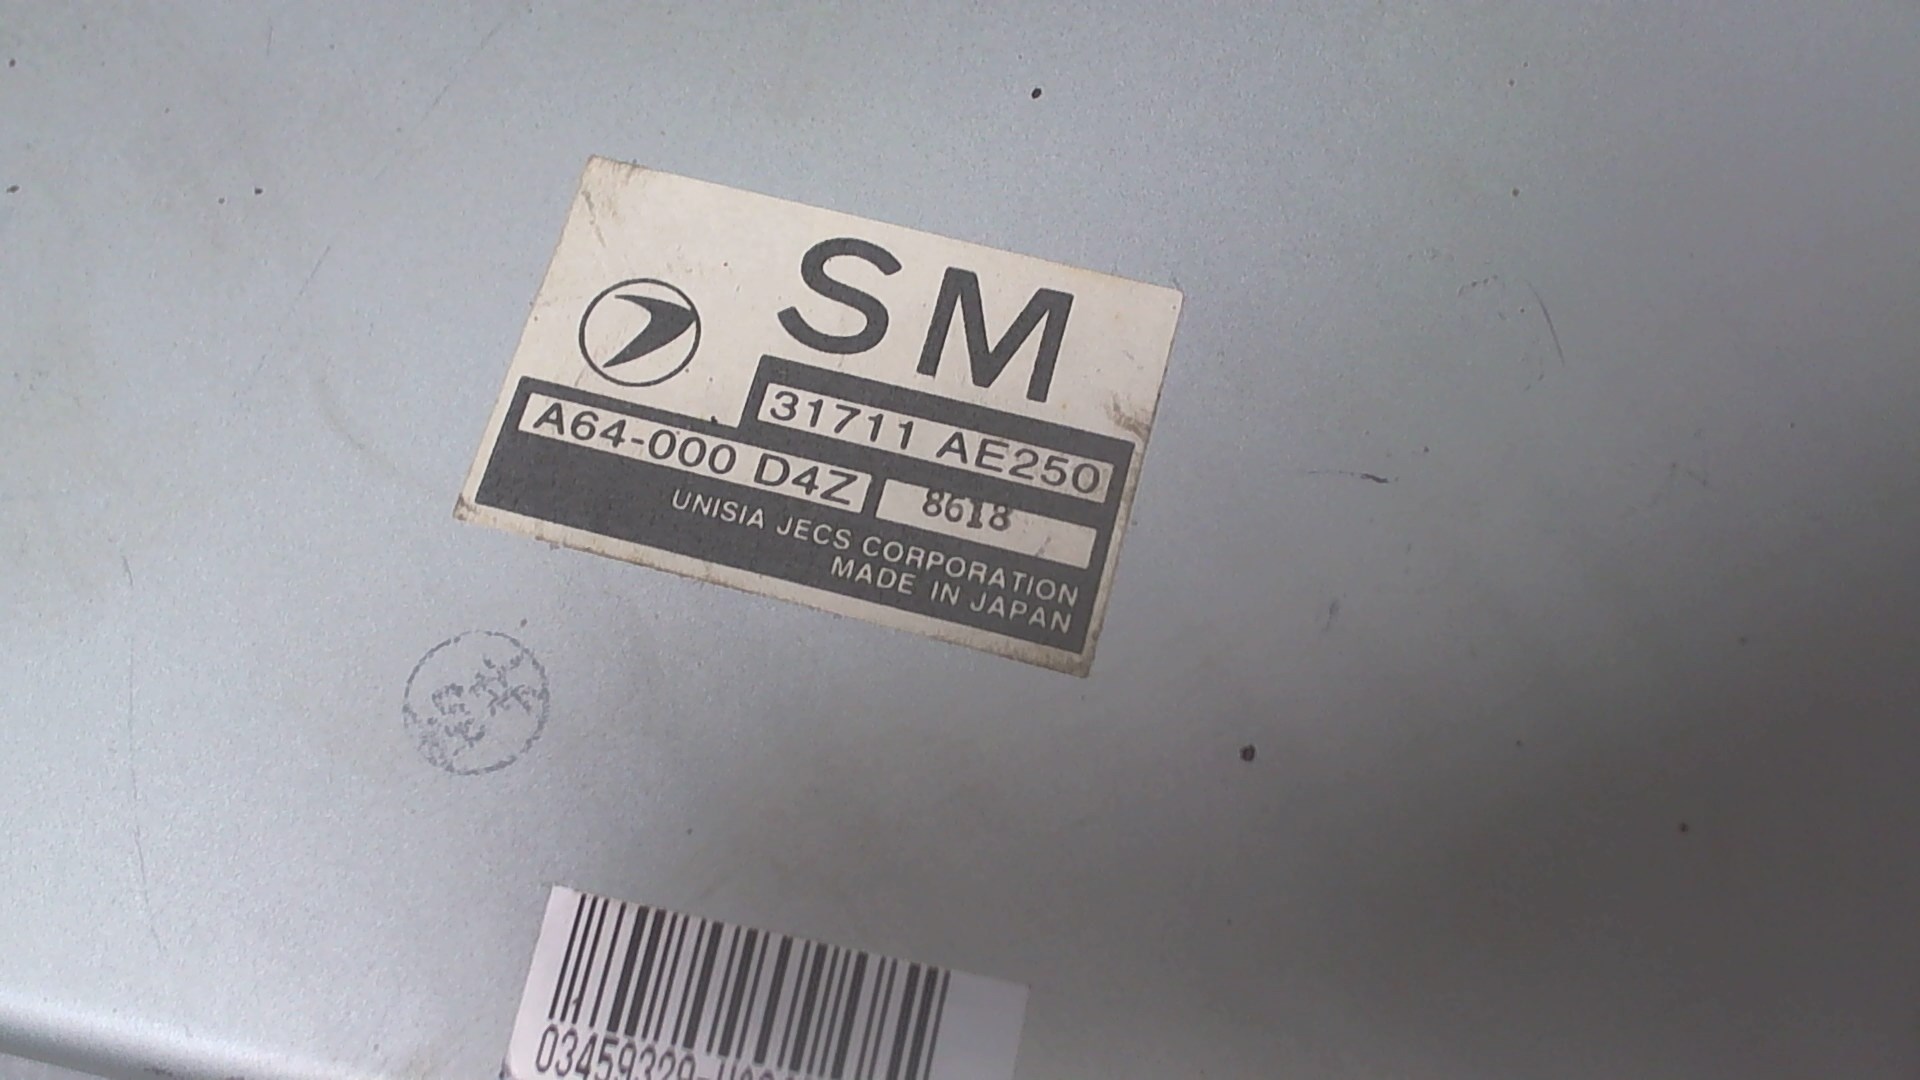 SM
31711 AE250
A64-000 D4Z 8618
UNISIA JECS CORPORATION
MADE IN JAPAN